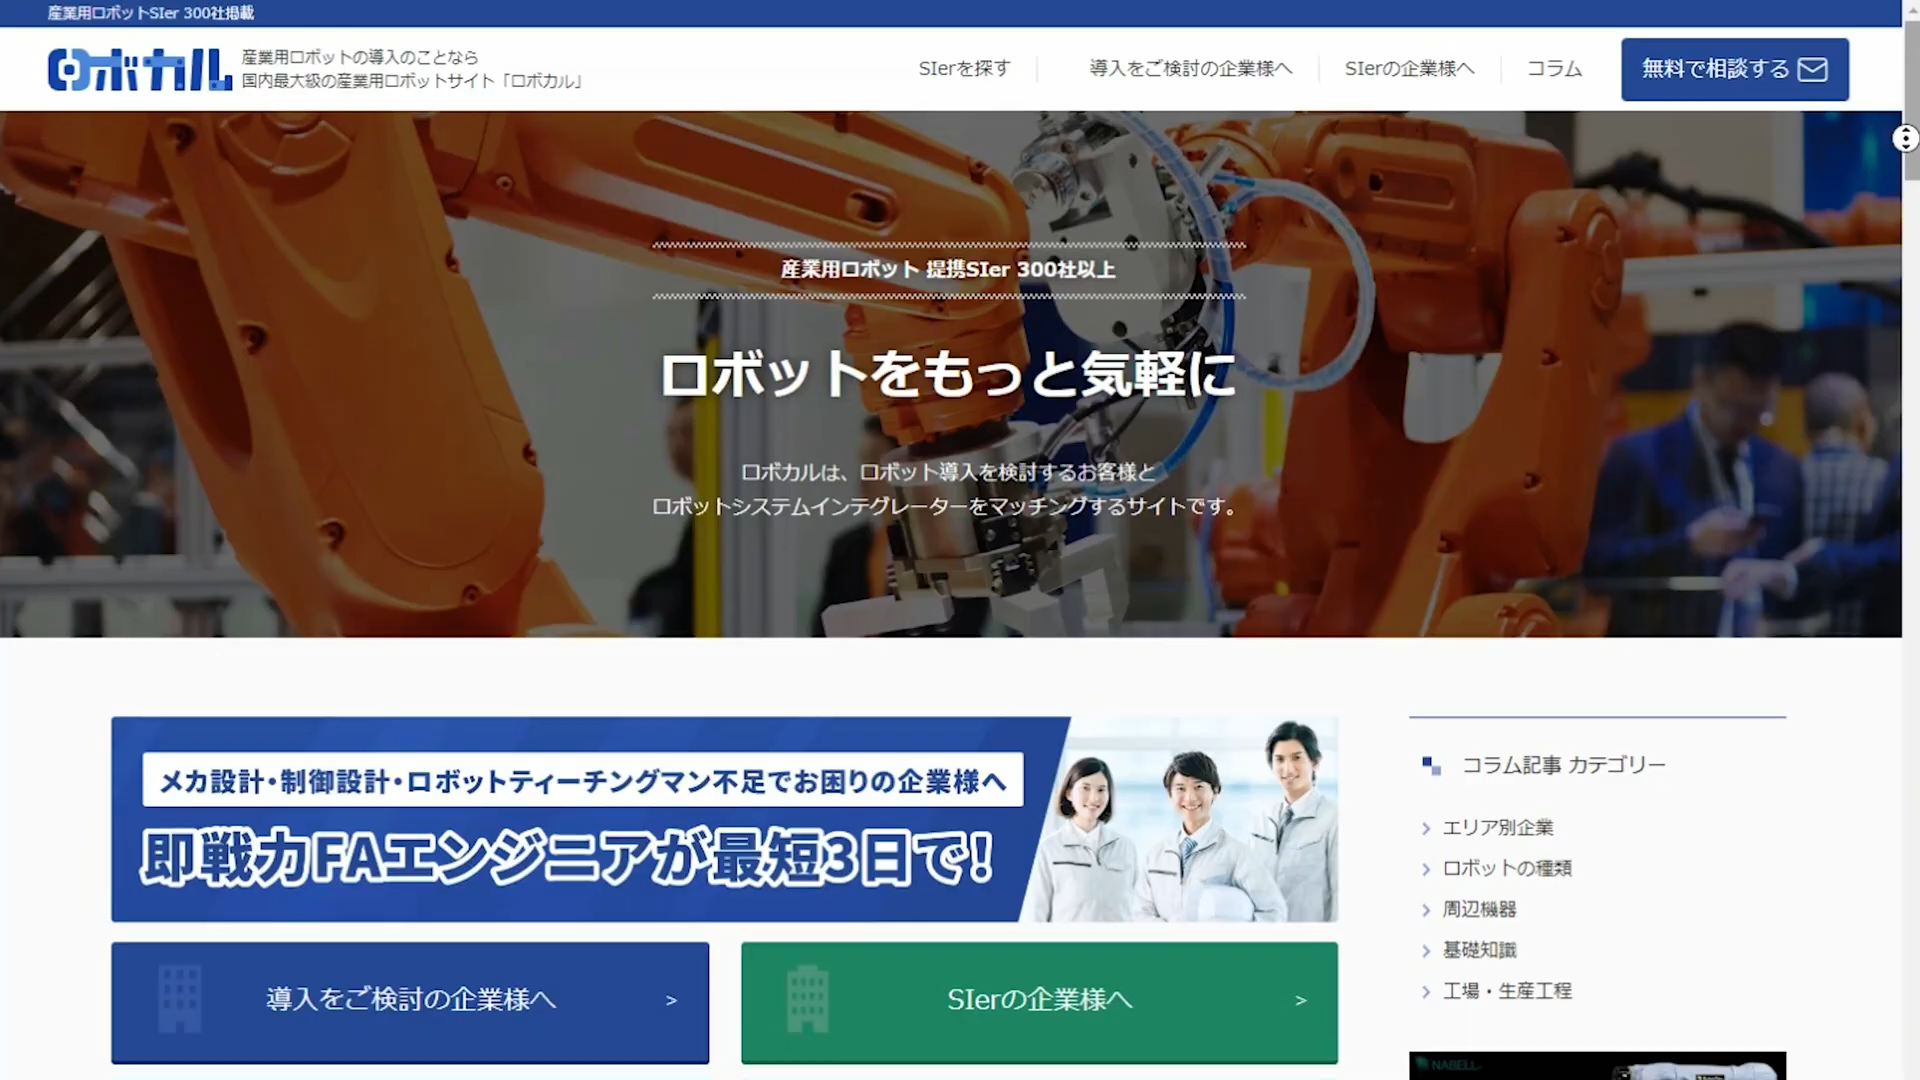 産業用ロボットSIer 300社掲載
ロボカル
産業用ロボットの導入のことなら
国内最大級の産業用ロボットサイト「ロボカル」
SIerを探す
導入をご検討の企業様へ
SIerの企業様へ
コラム
無料で相談する
産業用ロボット 提携SIer 300社以上
ロボットをもっと気軽に
ロボカルは、ロボット導入を検討するお客様と
ロボットシステムインテグレーターをマッチングするサイトです。
メカ設計・制御設計・ロボットティーチングマン不足でお困りの企業様へ
即戦力FAエンジニアが最短3日で!
導入をご検討の企業様へ >
SIerの企業様へ >
コラム記事 カテゴリー
エリア別企業
ロボットの種類
周辺機器
基礎知識
工場・生産工程
NABELL